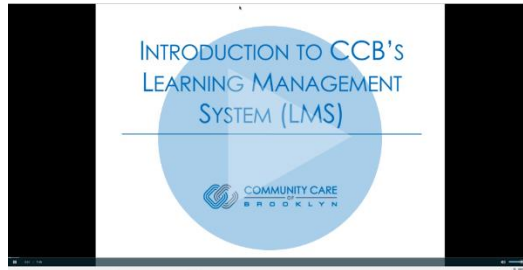 INTRODUCTION TO CCB'S
LEARNING MANAGEMENT
SYSTEM (LMS)
COMMUNITY CARE
OF
BROOKLYN